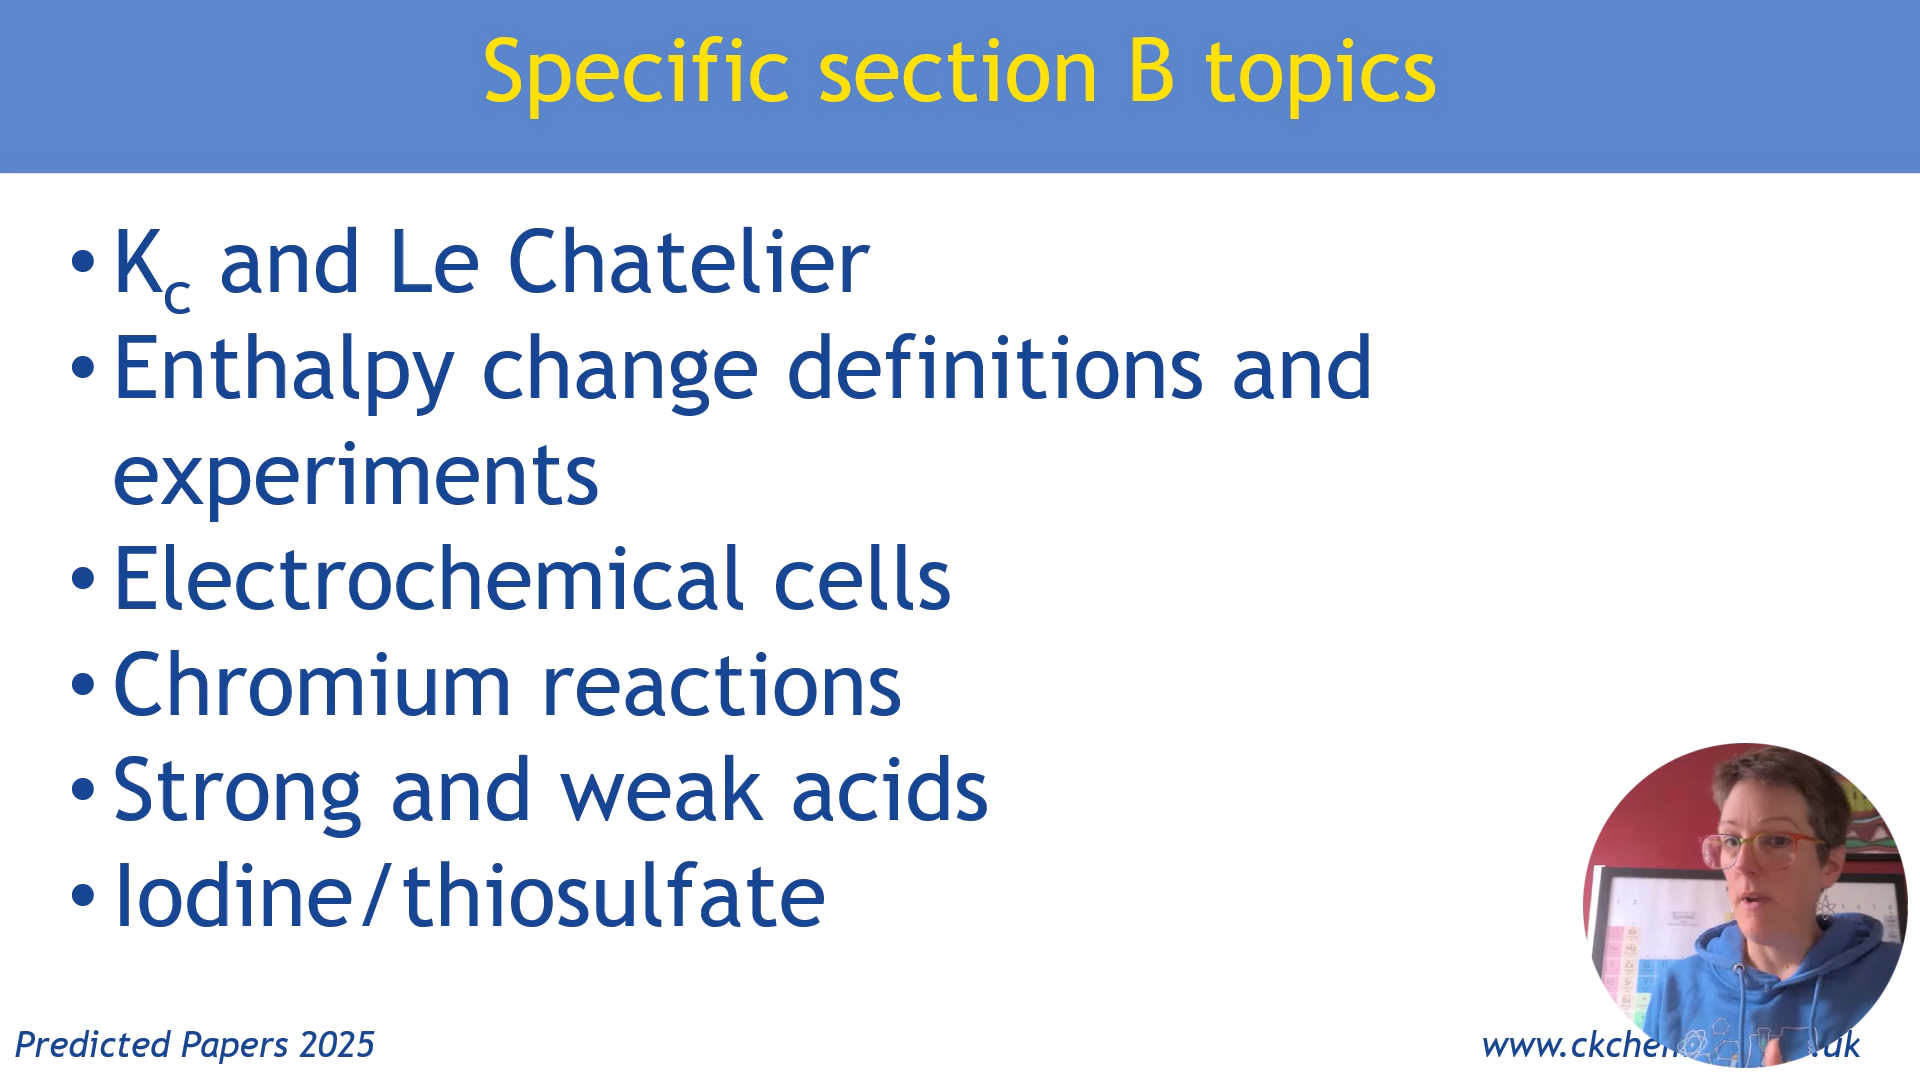 Specific section B topics
• Kc and Le Chatelier
• Enthalpy change definitions and
experiments
• Electrochemical cells
• Chromium reactions
• Strong and weak acids
• Iodine/thiosulfate
Predicted Papers 2025